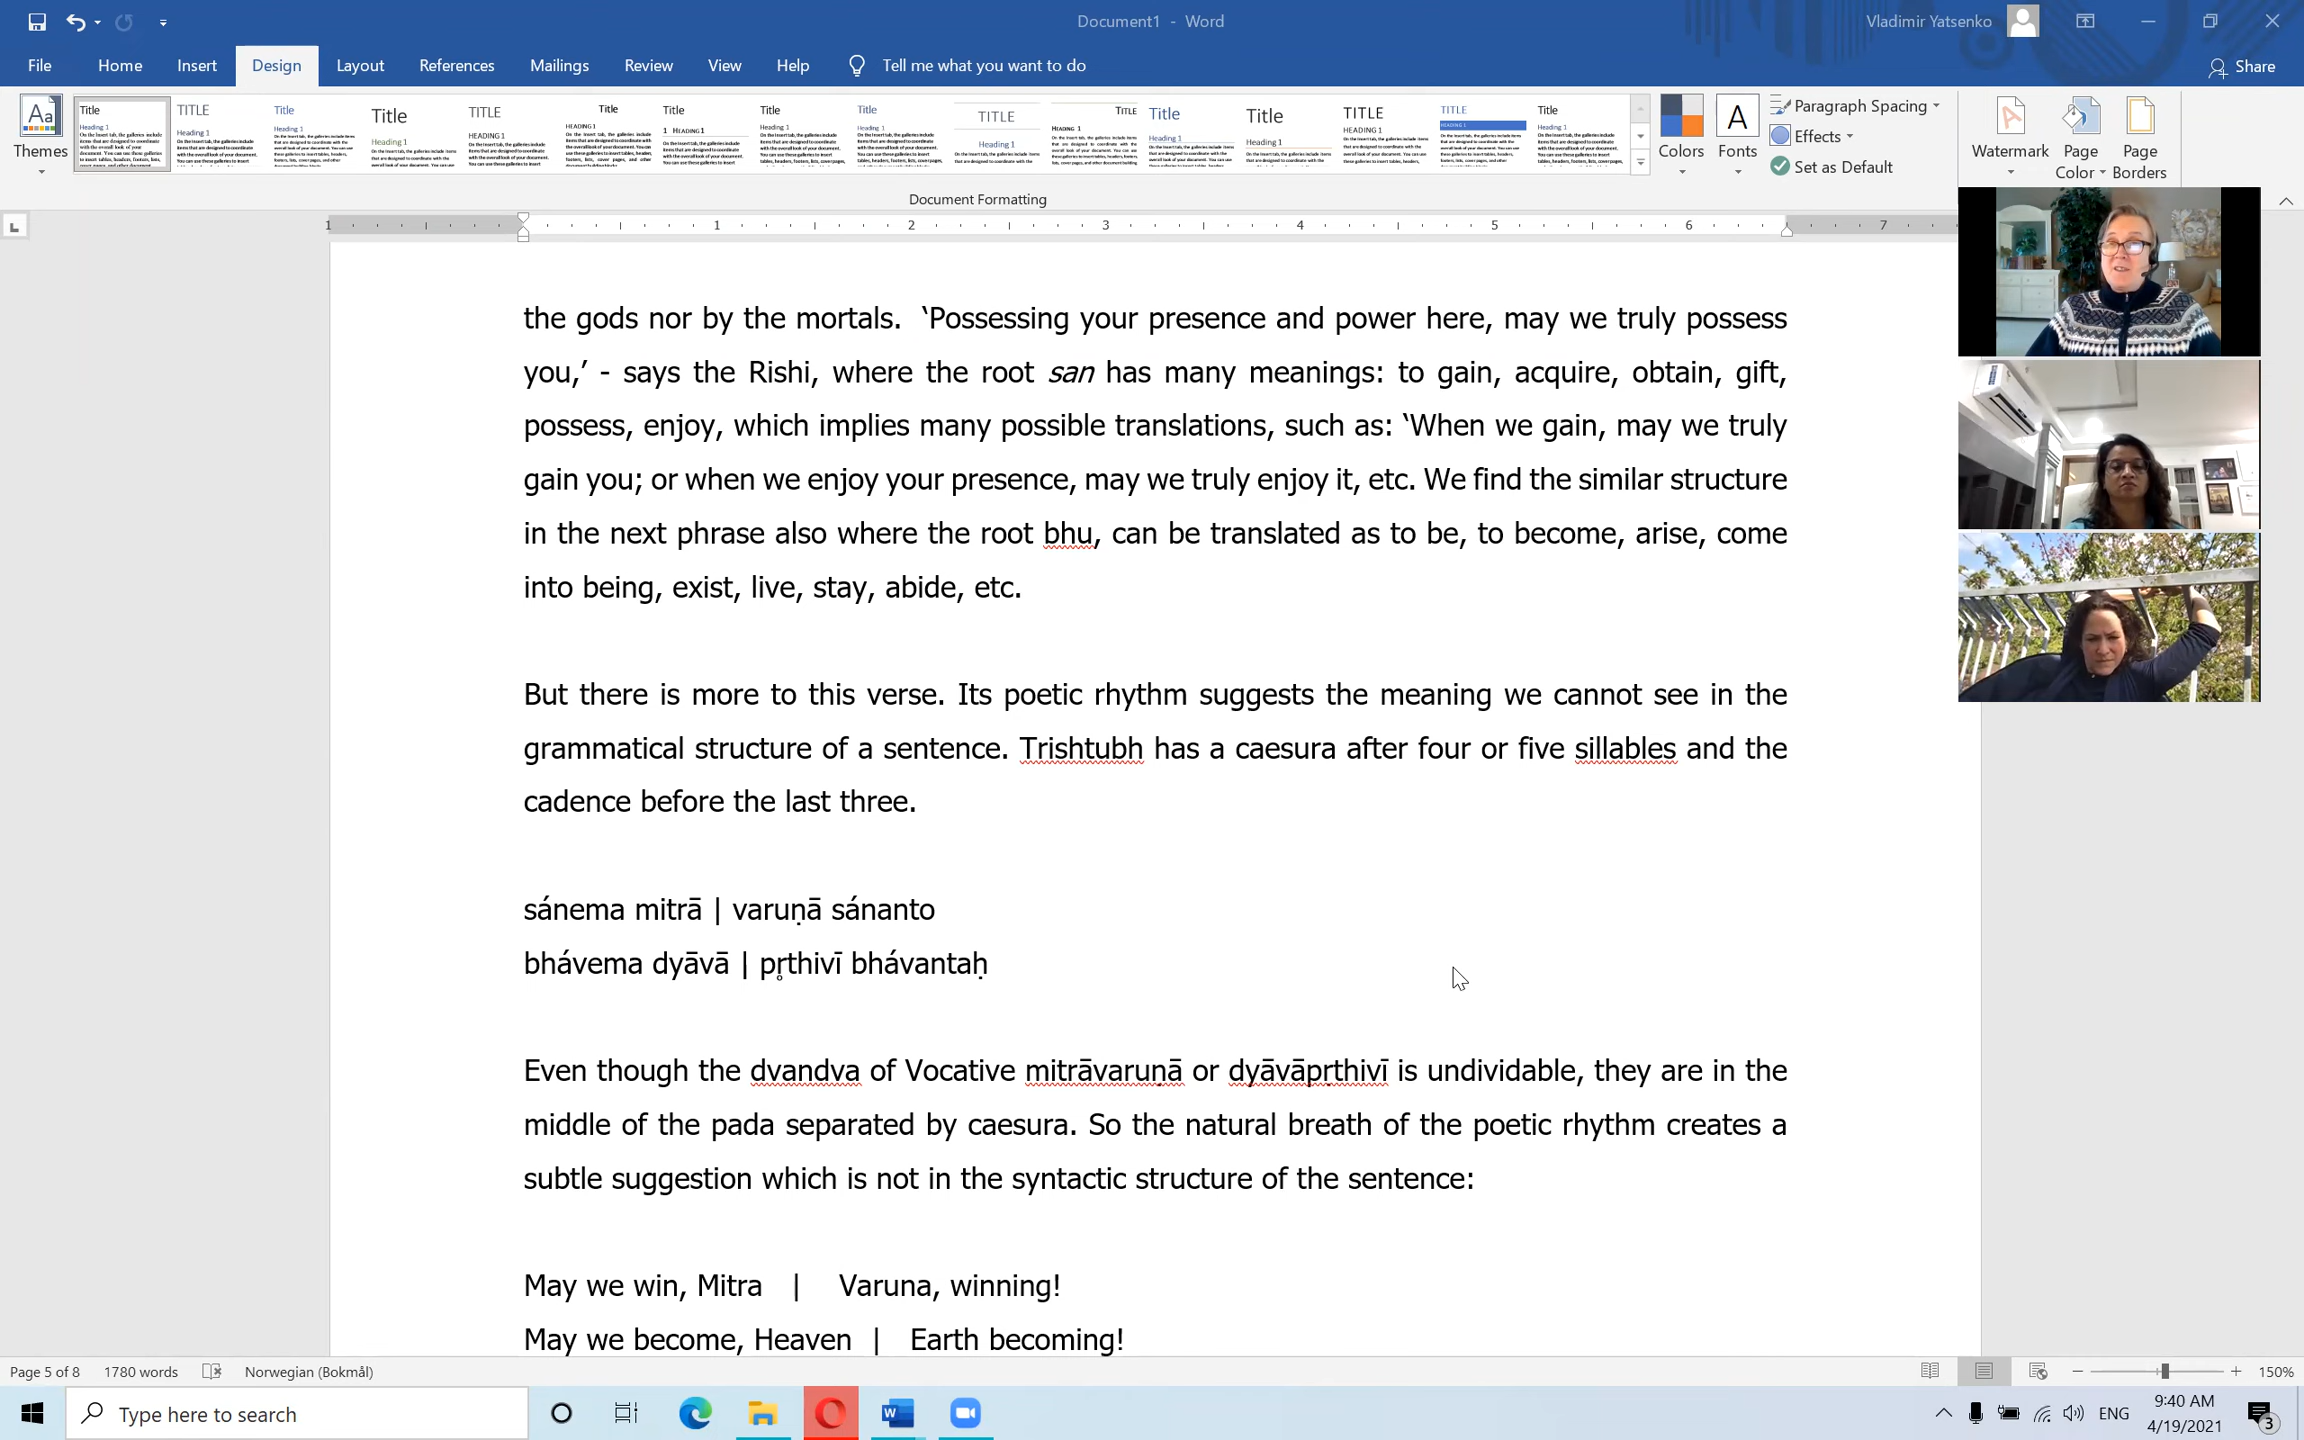 Document1 - Word
Vladimir Yatsenko
File Home Insert Design Layout References Mailings Review View Help Tell me what you want to do
Share
Themes
Colors
Fonts
Paragraph Spacing
Effects
Set as Default
Watermark
Page Color
Page Borders
Document Formatting
1 1 2 3 4 5 6 7
the gods nor by the mortals. ‘Possessing your presence and power here, may we truly possess
you,’ - says the Rishi, where the root san has many meanings: to gain, acquire, obtain, gift,
possess, enjoy, which implies many possible translations, such as: ‘When we gain, may we truly
gain you; or when we enjoy your presence, may we truly enjoy it, etc. We find the similar structure
in the next phrase also where the root bhu, can be translated as to be, to become, arise, come
into being, exist, live, stay, abide, etc.
But there is more to this verse. Its poetic rhythm suggests the meaning we cannot see in the
grammatical structure of a sentence. Trishtubh has a caesura after four or five sillables and the
cadence before the last three.
sánema mitrā | varuṇā sánanto
bhávema dyāvā | pr̥thivī bhávantaḥ
Even though the dvandva of Vocative mitrāvaruṇā or dyāvāpṛthivī is undividable, they are in the
middle of the pada separated by caesura. So the natural breath of the poetic rhythm creates a
subtle suggestion which is not in the syntactic structure of the sentence:
May we win, Mitra | Varuna, winning!
May we become, Heaven | Earth becoming!
Page 5 of 8 1780 words Norwegian (Bokmål) 150%
Type here to search
ENG
9:40 AM
4/19/2021
3